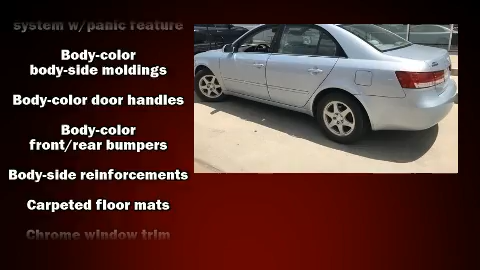 system w/panic feature
Body-color
body-side moldings
Body-color door handles
Body-color
front/rear bumpers
Body-side reinforcements
Carpeted floor mats
Chrome window trim